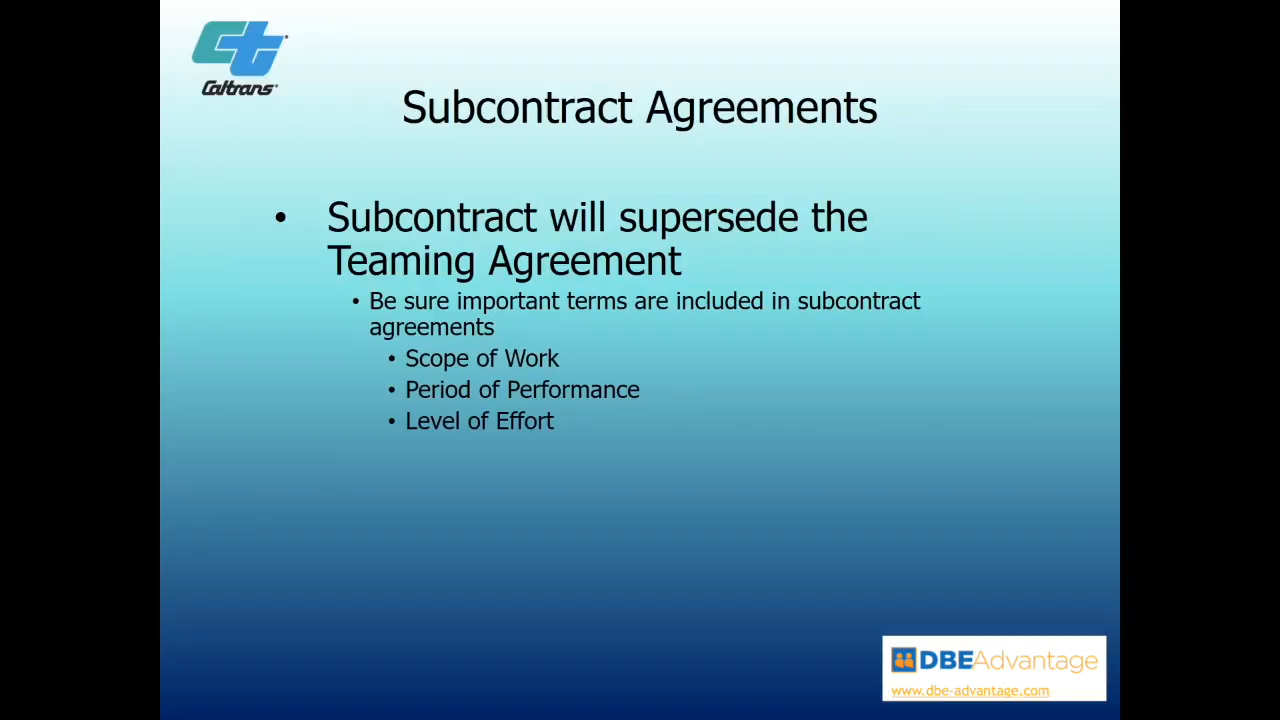 Caltrans
Subcontract Agreements
• Subcontract will supersede the
Teaming Agreement
• Be sure important terms are included in subcontract
agreements
• Scope of Work
• Period of Performance
• Level of Effort
DBEAdvantage
www.dbe-advantage.com